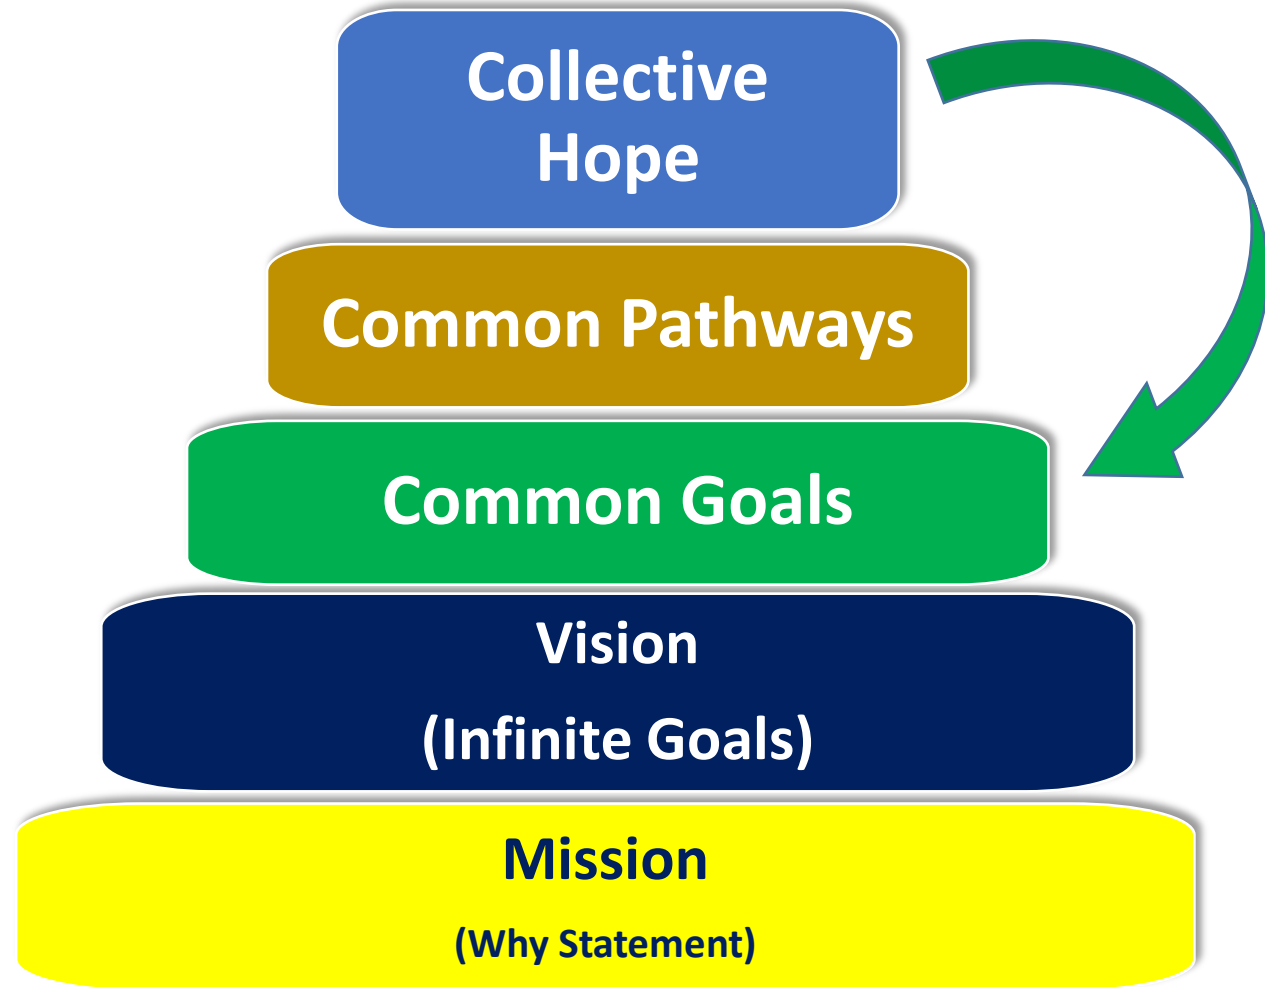 Collective
Hope
Common Pathways
Common Goals
Vision
(Infinite Goals)
Mission
(Why Statement)